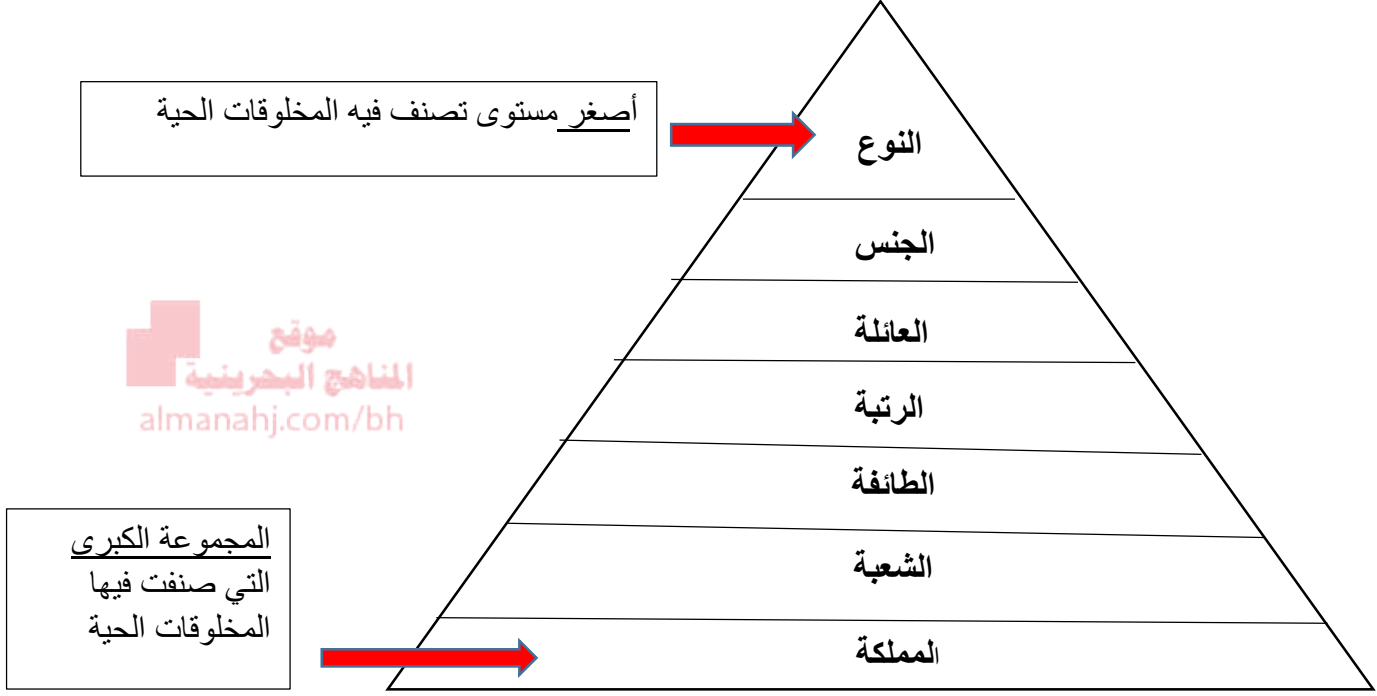 أصغر مستوى تصنف فيه المخلوقات الحية
النوع
الجنس
العائلة
الرتبة
الطائفة
الشعبة
المملكة
موقع
المناهج البحرينية
almanahj.com/bh
المجموعة الكبرى
التي صنفت فيها
المخلوقات الحية